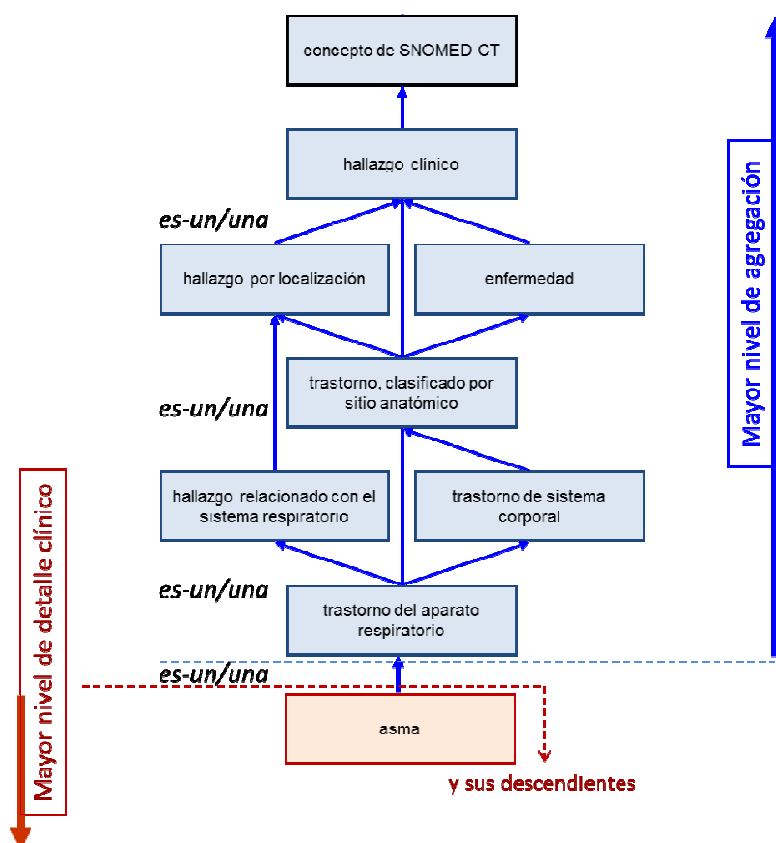 concepto de SNOMED CT
hallazgo clínico
es-un/una
hallazgo por localización
enfermedad
trastorno, clasificado por
sitio anatómico
es-un/una
hallazgo relacionado con el
sistema respiratorio
trastorno de sistema
corporal
es-un/una
trastorno del aparato
respiratorio
es-un/una
asma
y sus descendientes
Mayor nivel de detalle clínico
Mayor nivel de agregación